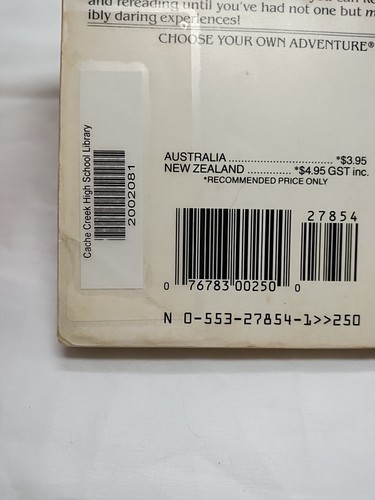 and rereading until you've had not one but
ibly daring experiences!
CHOOSE YOUR OWN ADVENTURE®
Cache Creek High School Library
2002081
AUSTRALIA .......................... *$3.95
NEW ZEALAND ............. *$4.95 GST inc.
*RECOMMENDED PRICE ONLY
27854
0 76783 00250 0
N 0-553-27854-1>>250